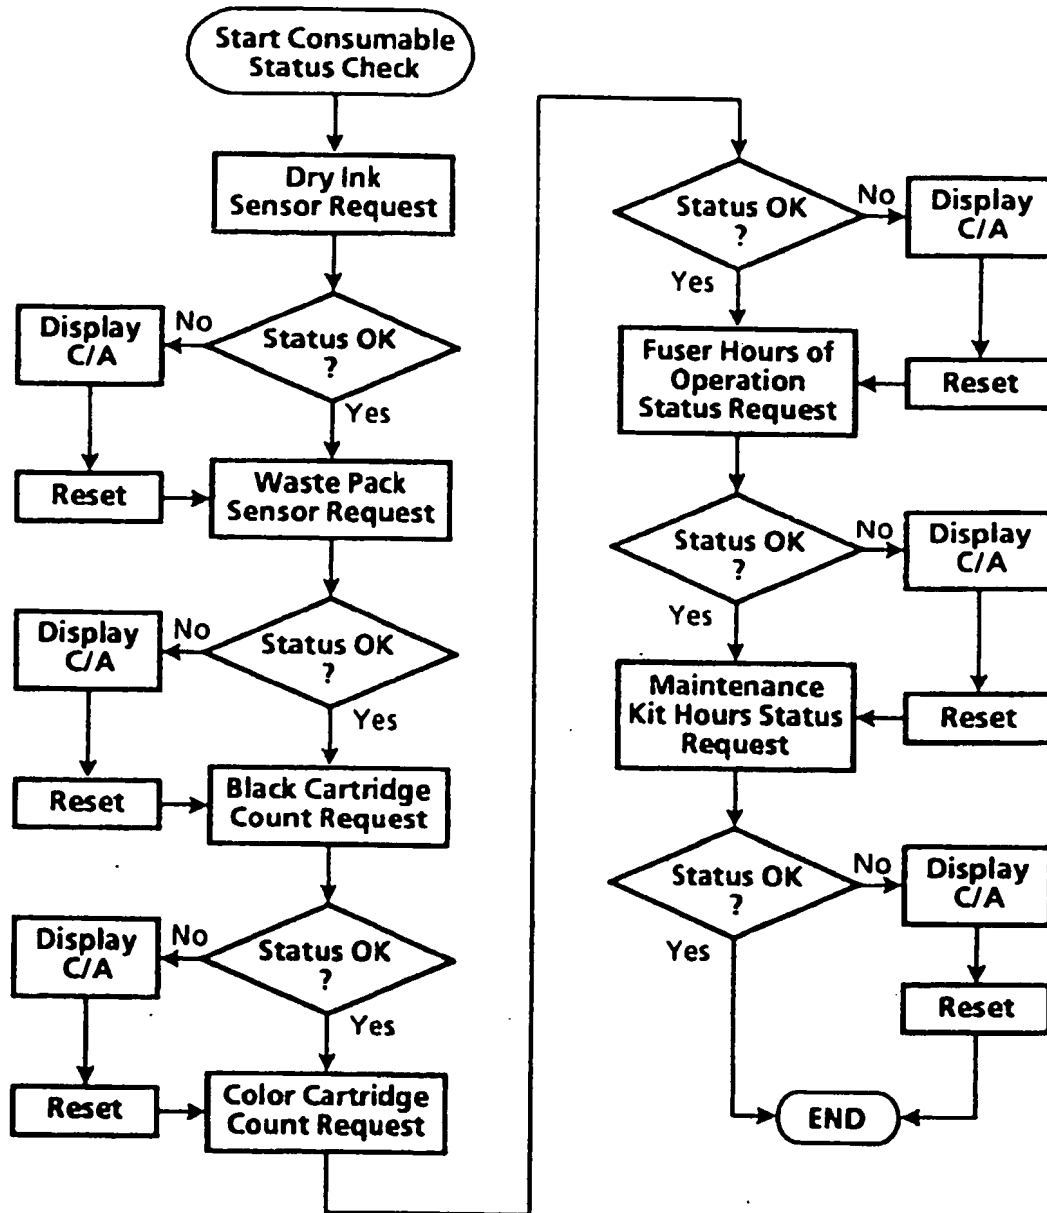 Start Consumable
Status Check
Dry Ink
Sensor Request
Status OK
?
No
Display
C/A
Reset
Yes
Waste Pack
Sensor Request
Status OK
?
No
Display
C/A
Reset
Yes
Black Cartridge
Count Request
Status OK
?
No
Display
C/A
Reset
Yes
Color Cartridge
Count Request
Status OK
?
No
Display
C/A
Reset
Yes
Fuser Hours of
Operation
Status Request
Status OK
?
No
Display
C/A
Reset
Yes
Maintenance
Kit Hours Status
Request
Status OK
?
No
Display
C/A
Reset
Yes
END